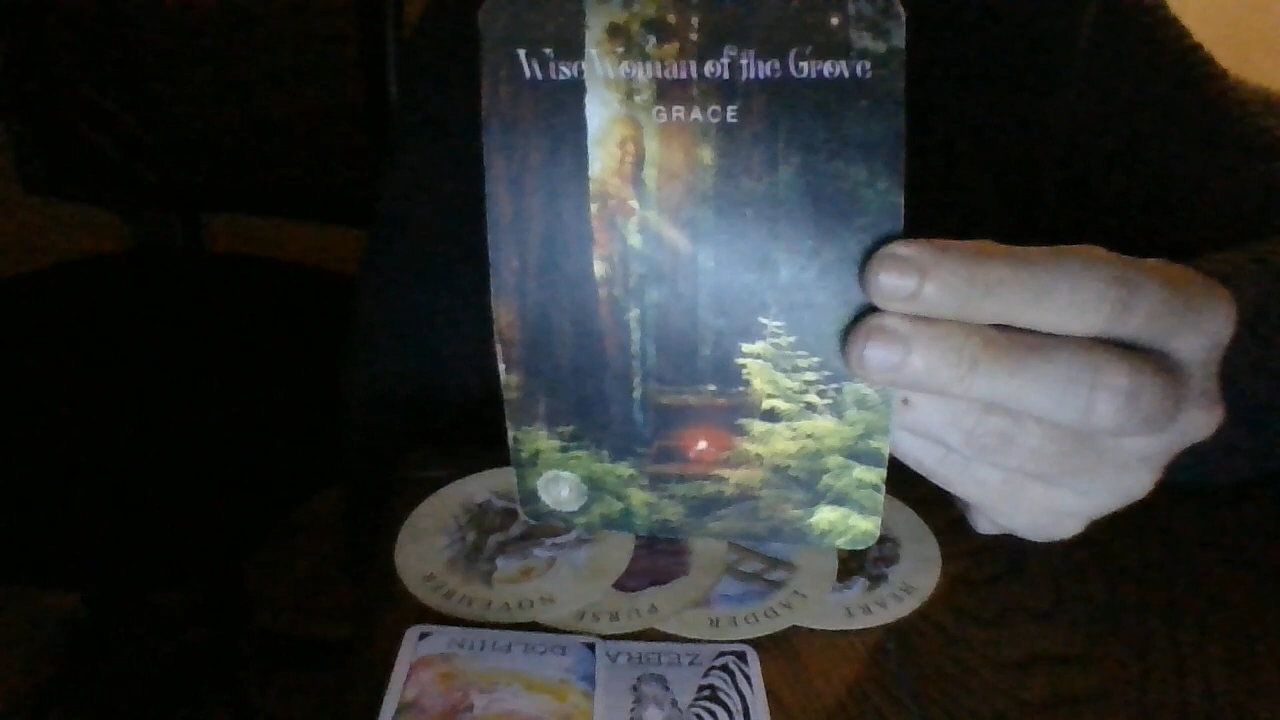 Wise Woman of the Grove
GRACE
NOVEMBER
PURSE
LADDER
HEART
DOLPHIN
ZEBRA